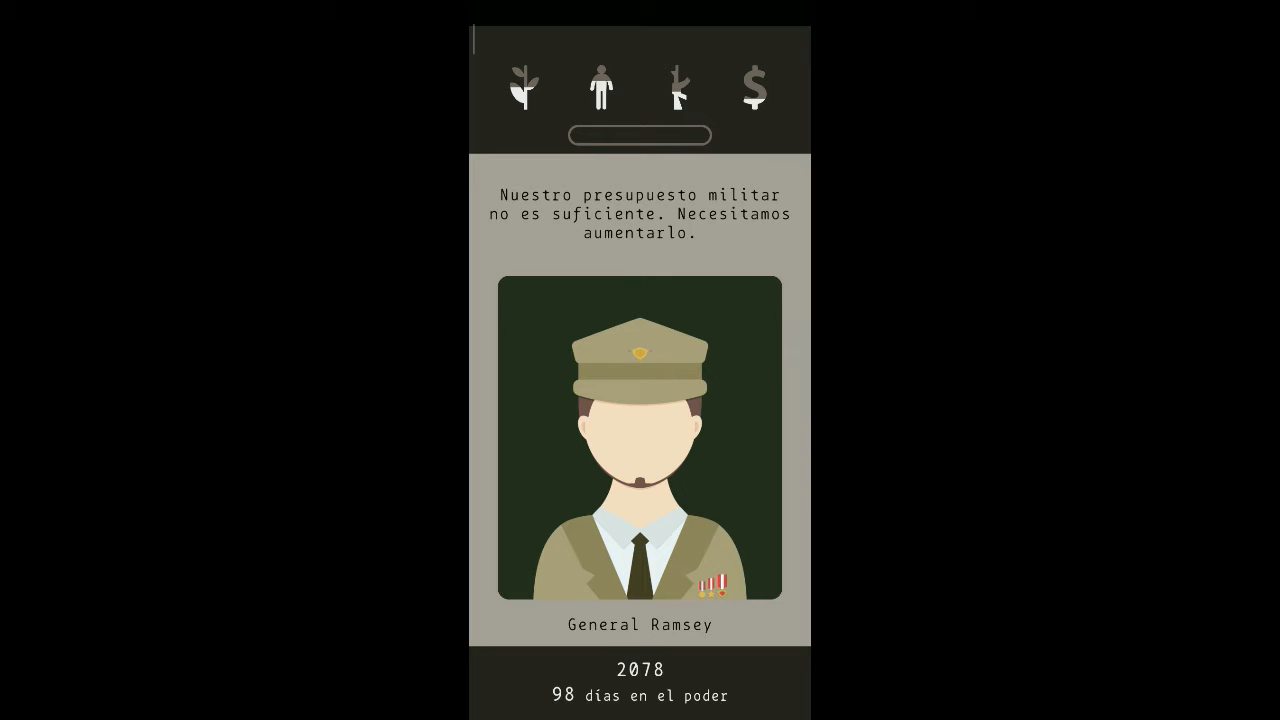 Nuestro presupuesto militar
no es suficiente. Necesitamos
aumentarlo.
General Ramsey
2078
98 días en el poder